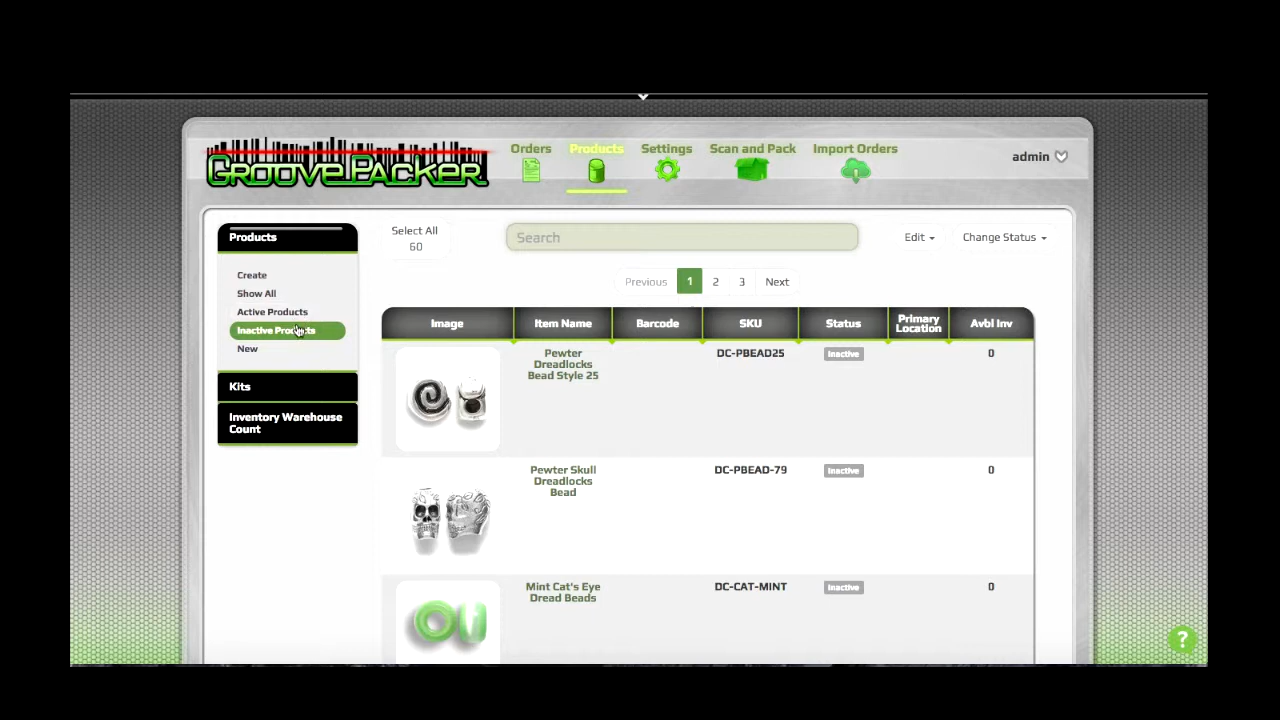 GROOVEPACKER
Orders
Products
Settings
Scan and Pack
Import Orders
admin
Products
Create
Show All
Active Products
Inactive Products
New
Kits
Inventory Warehouse
Count
Select All
60
Search
Edit
Change Status
Previous 1 2 3 Next
Image
Item Name
Barcode
SKU
Status
Primary
Location
Avbl Inv
Pewter
Dreadlocks
Bead Style 25
DC-PBEAD25
Inactive
0
Pewter Skull
Dreadlocks
Bead
DC-PBEAD-79
Inactive
0
Mint Cat's Eye
Dread Beads
DC-CAT-MINT
Inactive
0
?